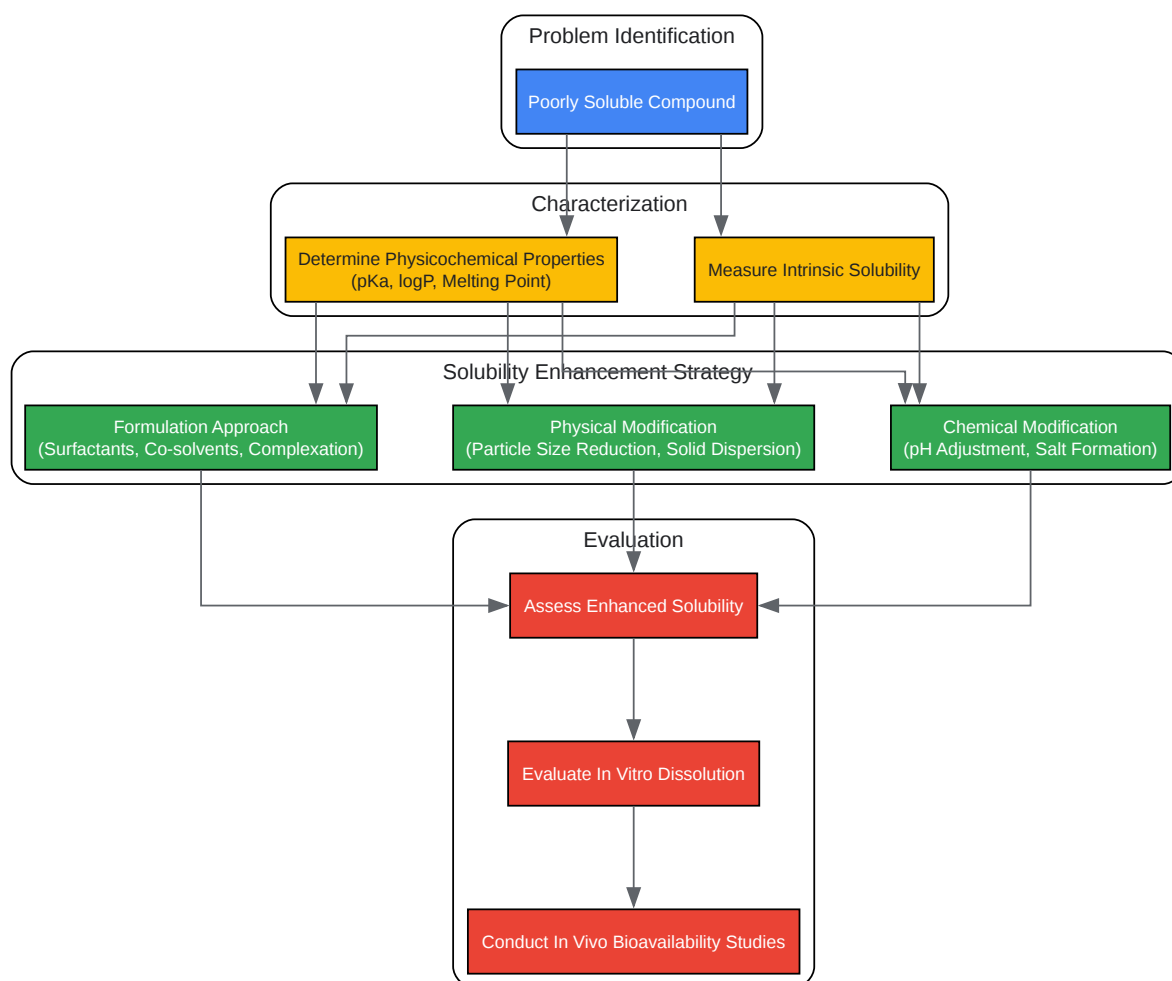 Problem Identification
Poorly Soluble Compound
Characterization
Determine Physicochemical Properties
(pKa, logP, Melting Point)
Measure Intrinsic Solubility
Solubility Enhancement Strategy
Formulation Approach
(Surfactants, Co-solvents, Complexation)
Physical Modification
(Particle Size Reduction, Solid Dispersion)
Chemical Modification
(pH Adjustment, Salt Formation)
Evaluation
Assess Enhanced Solubility
Evaluate In Vitro Dissolution
Conduct In Vivo Bioavailability Studies